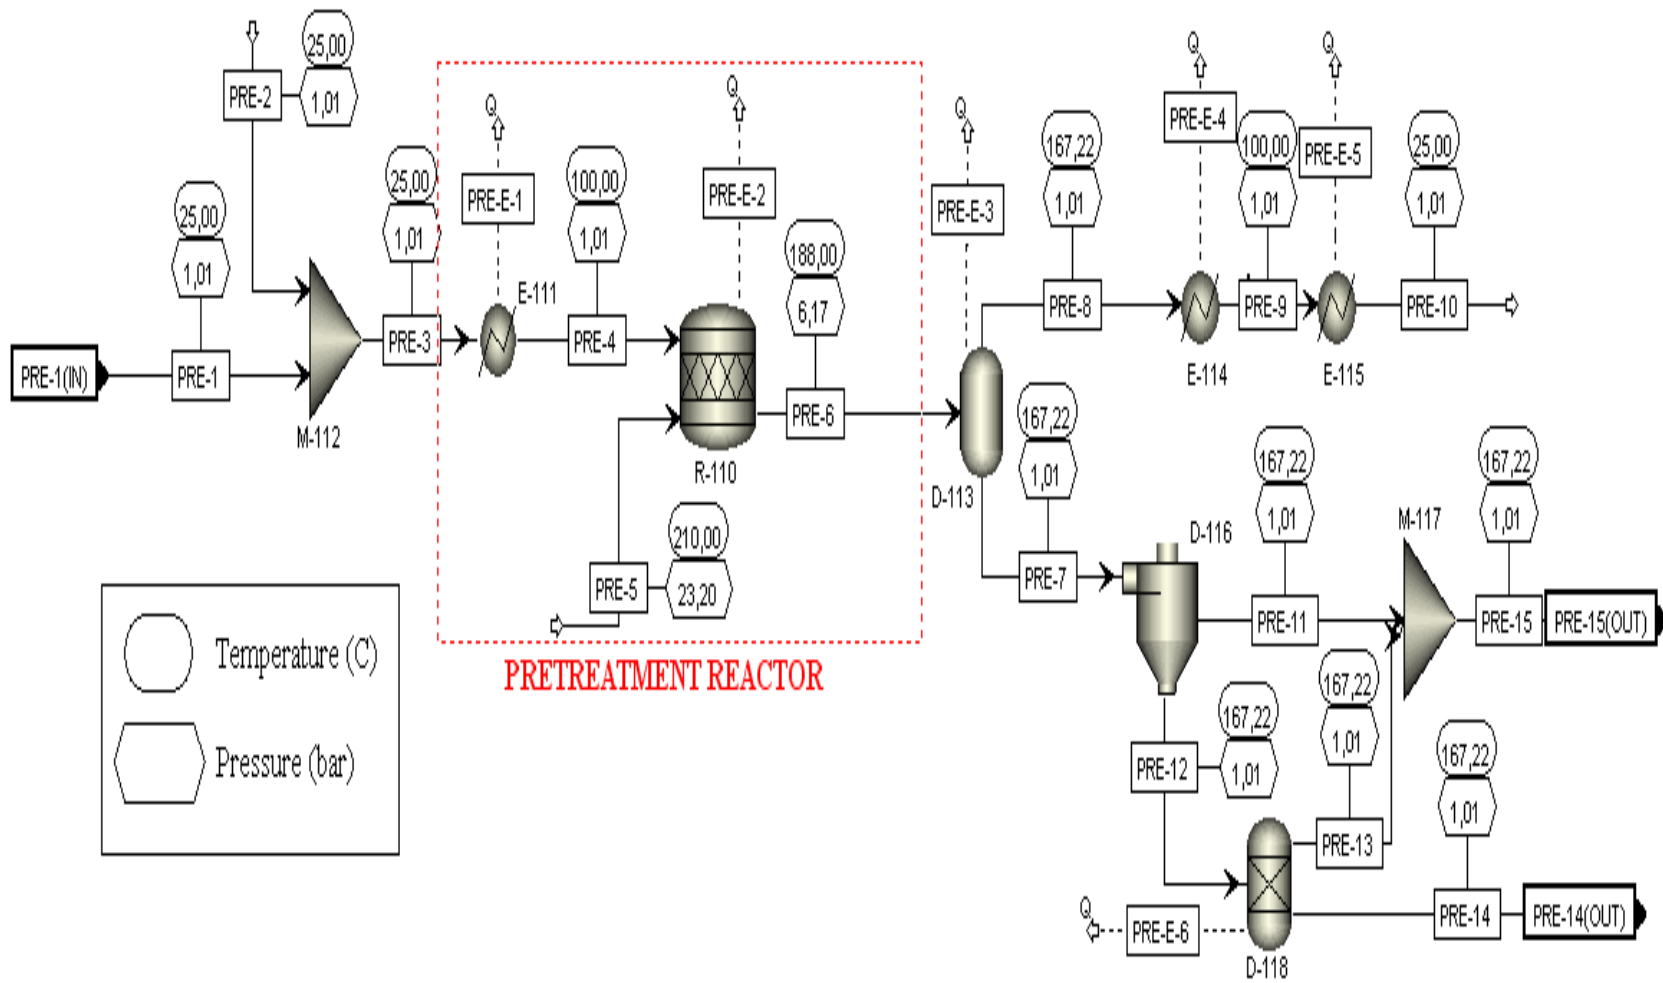 25,00
1,01
PRE-2
25,00
1,01
PRE-1(IN)
PRE-1
M-112
25,00
1,01
PRE-3
Q
PRE-E-1
E-111
100,00
1,01
PRE-4
Q
PRE-E-2
R-110
210,00
23,20
PRE-5
188,00
6,17
PRE-6
PRETREATMENT REACTOR
Q
PRE-E-3
D-113
167,22
1,01
PRE-8
Q
PRE-E-4
E-114
100,00
1,01
PRE-9
Q
PRE-E-5
E-115
25,00
1,01
PRE-10
167,22
1,01
PRE-7
D-116
167,22
1,01
PRE-11
M-117
167,22
1,01
PRE-15
PRE-15(OUT)
167,22
1,01
PRE-12
167,22
1,01
PRE-13
167,22
1,01
PRE-14
PRE-14(OUT)
Q
PRE-E-6
D-118
Temperature (C)
Pressure (bar)